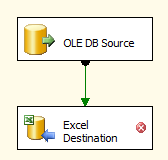 OLE DB Source
Excel
Destination